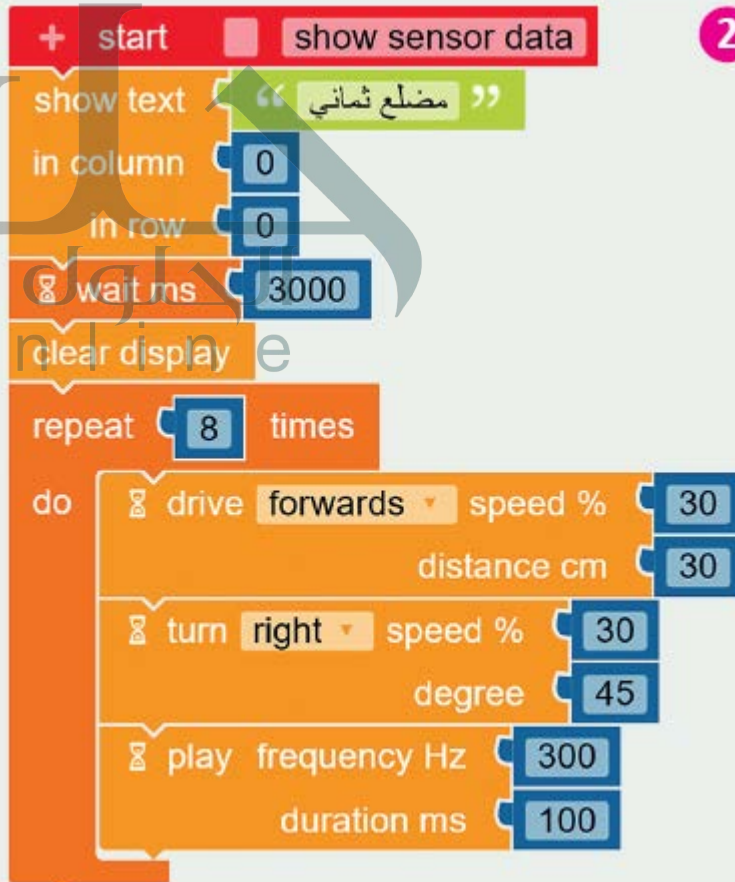 + start show sensor data
2
show text “ مضلع ثماني ”
in column 0
in row 0
wait ms 3000
clear display
repeat 8 times
do drive forwards speed % 30
distance cm 30
turn right speed % 30
degree 45
play frequency Hz 300
duration ms 100
الحلول
nline